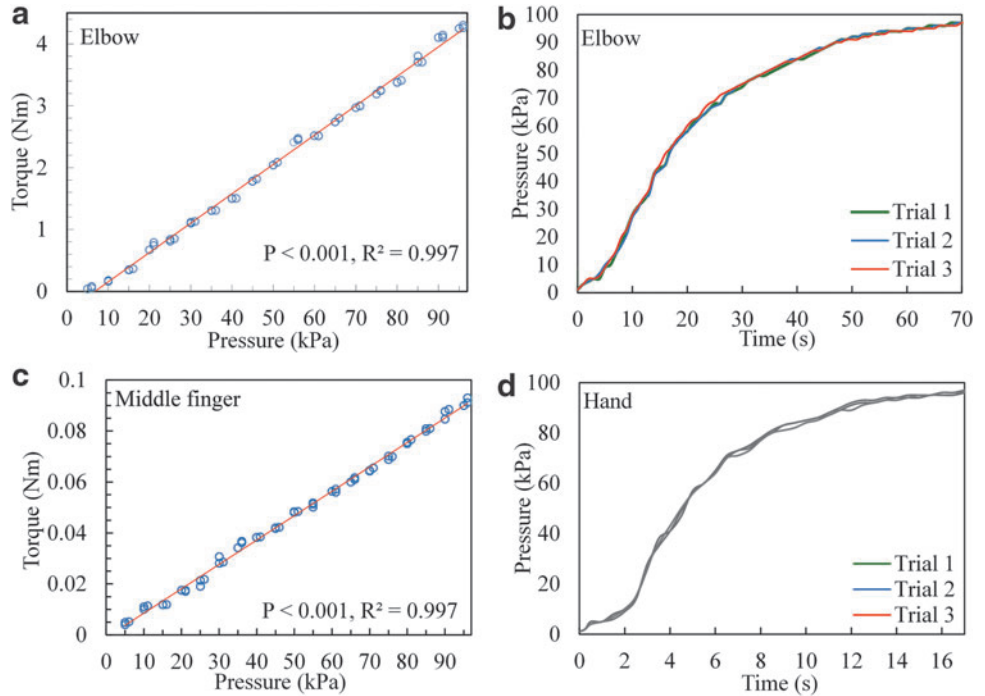 a
Elbow
Torque (Nm)
4
3
2
1
0
P < 0.001, R² = 0.997
0 10 20 30 40 50 60 70 80 90
Pressure (kPa)
b
Elbow
Pressure (kPa)
100
90
80
70
60
50
40
30
20
10
0
Trial 1
Trial 2
Trial 3
0 10 20 30 40 50 60 70
Time (s)
c
Middle finger
Torque (Nm)
0.1
0.08
0.06
0.04
0.02
0
P < 0.001, R² = 0.997
0 10 20 30 40 50 60 70 80 90
Pressure (kPa)
d
Hand
Pressure (kPa)
100
80
60
40
20
0
Trial 1
Trial 2
Trial 3
0 2 4 6 8 10 12 14 16
Time (s)